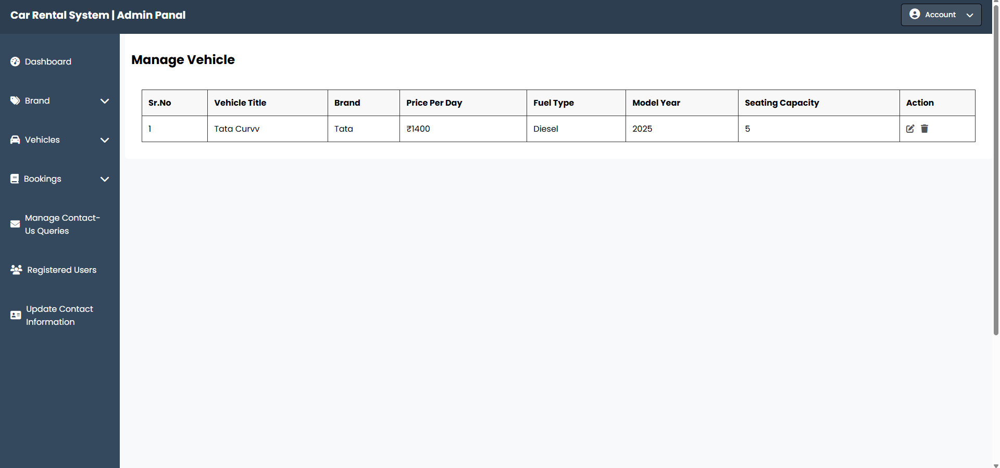 Car Rental System | Admin Panal
Account
Dashboard
Brand
Vehicles
Bookings
Manage Contact-
Us Queries
Registered Users
Update Contact
Information
Manage Vehicle
Sr.No Vehicle Title Brand Price Per Day Fuel Type Model Year Seating Capacity Action
1 Tata Curvv Tata ₹1400 Diesel 2025 5